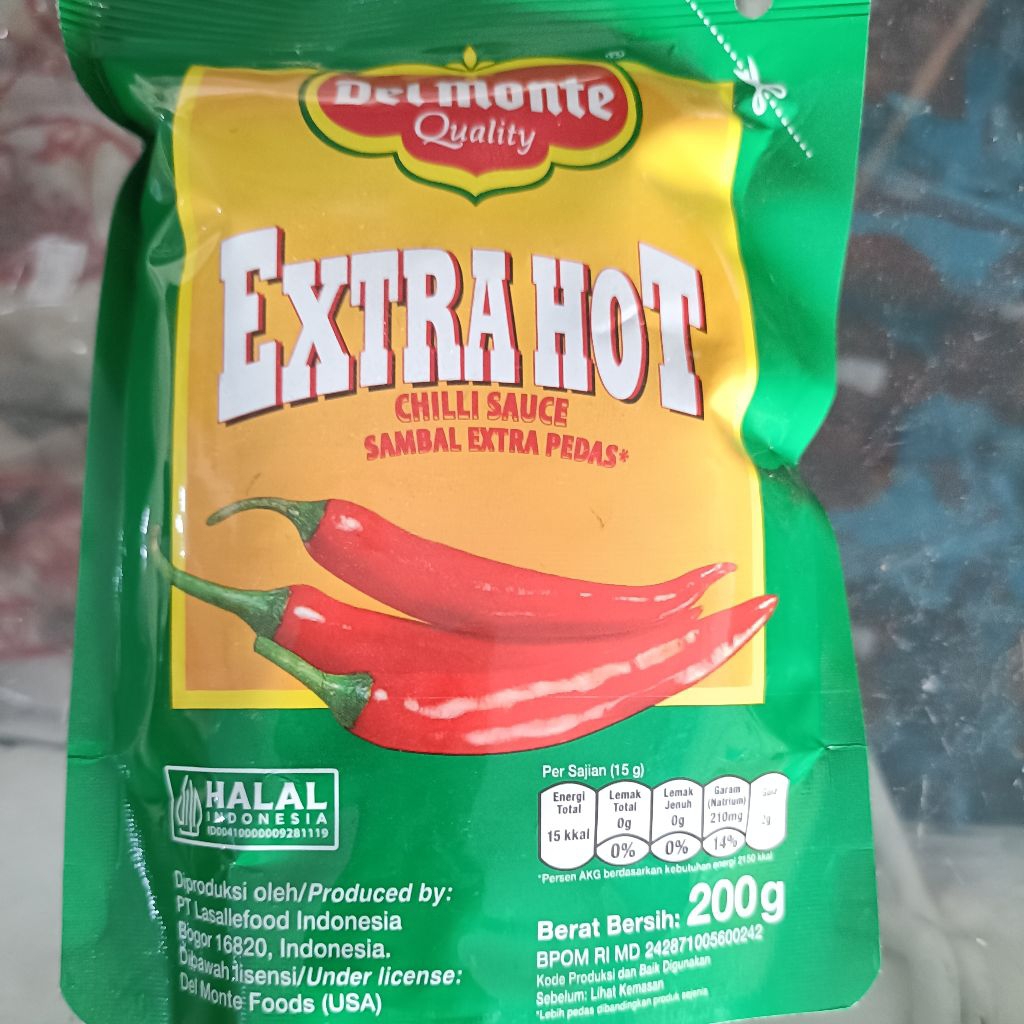 Del Monte
®
Quality
EXTRA HOT
CHILLI SAUCE
SAMBAL EXTRA PEDAS*
HALAL
INDONESIA
ID00410000009281119
Diproduksi oleh/Produced by:
PT Lasallefood Indonesia
Bogor 16820, Indonesia.
Dibawah lisensi/Under license:
Del Monte Foods (USA)
Per Sajian (15 g)
Energi Total 15 kkal
Lemak Total 0g 0%
Lemak Jenuh 0g 0%
Garam (Natrium) 210mg 14%
Gula 2g
*Persen AKG berdasarkan kebutuhan energi 2150 kkal
Berat Bersih: 200g
BPOM RI MD 242871005600242
Kode Produksi dan Baik Digunakan
Sebelum: Lihat Kemasan
*Lebih pedas dibandingkan produk sejenis